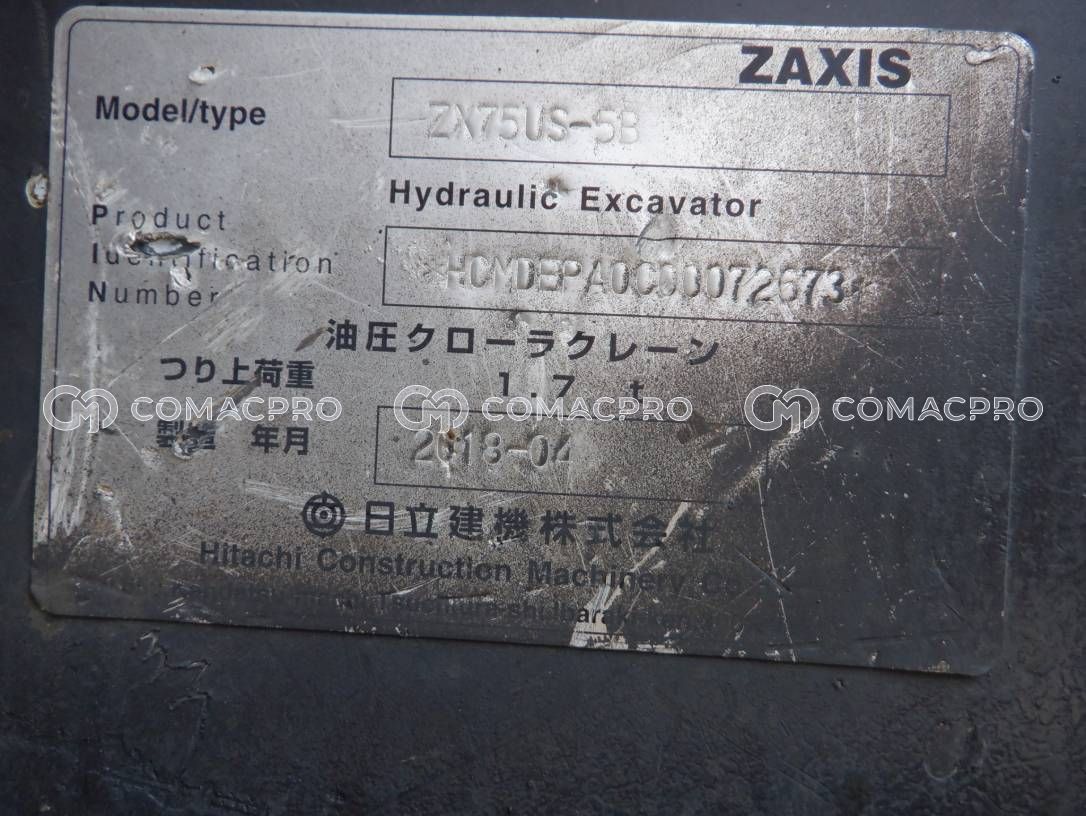 ZAXIS
Model/type ZX75US-5B
Hydraulic Excavator
Product
Identification HCMDEPA0C00072673
Number
油圧クローラクレーン
つり上荷重 1.7 t
COMACPRO COMACPRO COMACPRO
製造 年月 2018-04
日立建機株式会社
Hitachi Construction Machinery Co